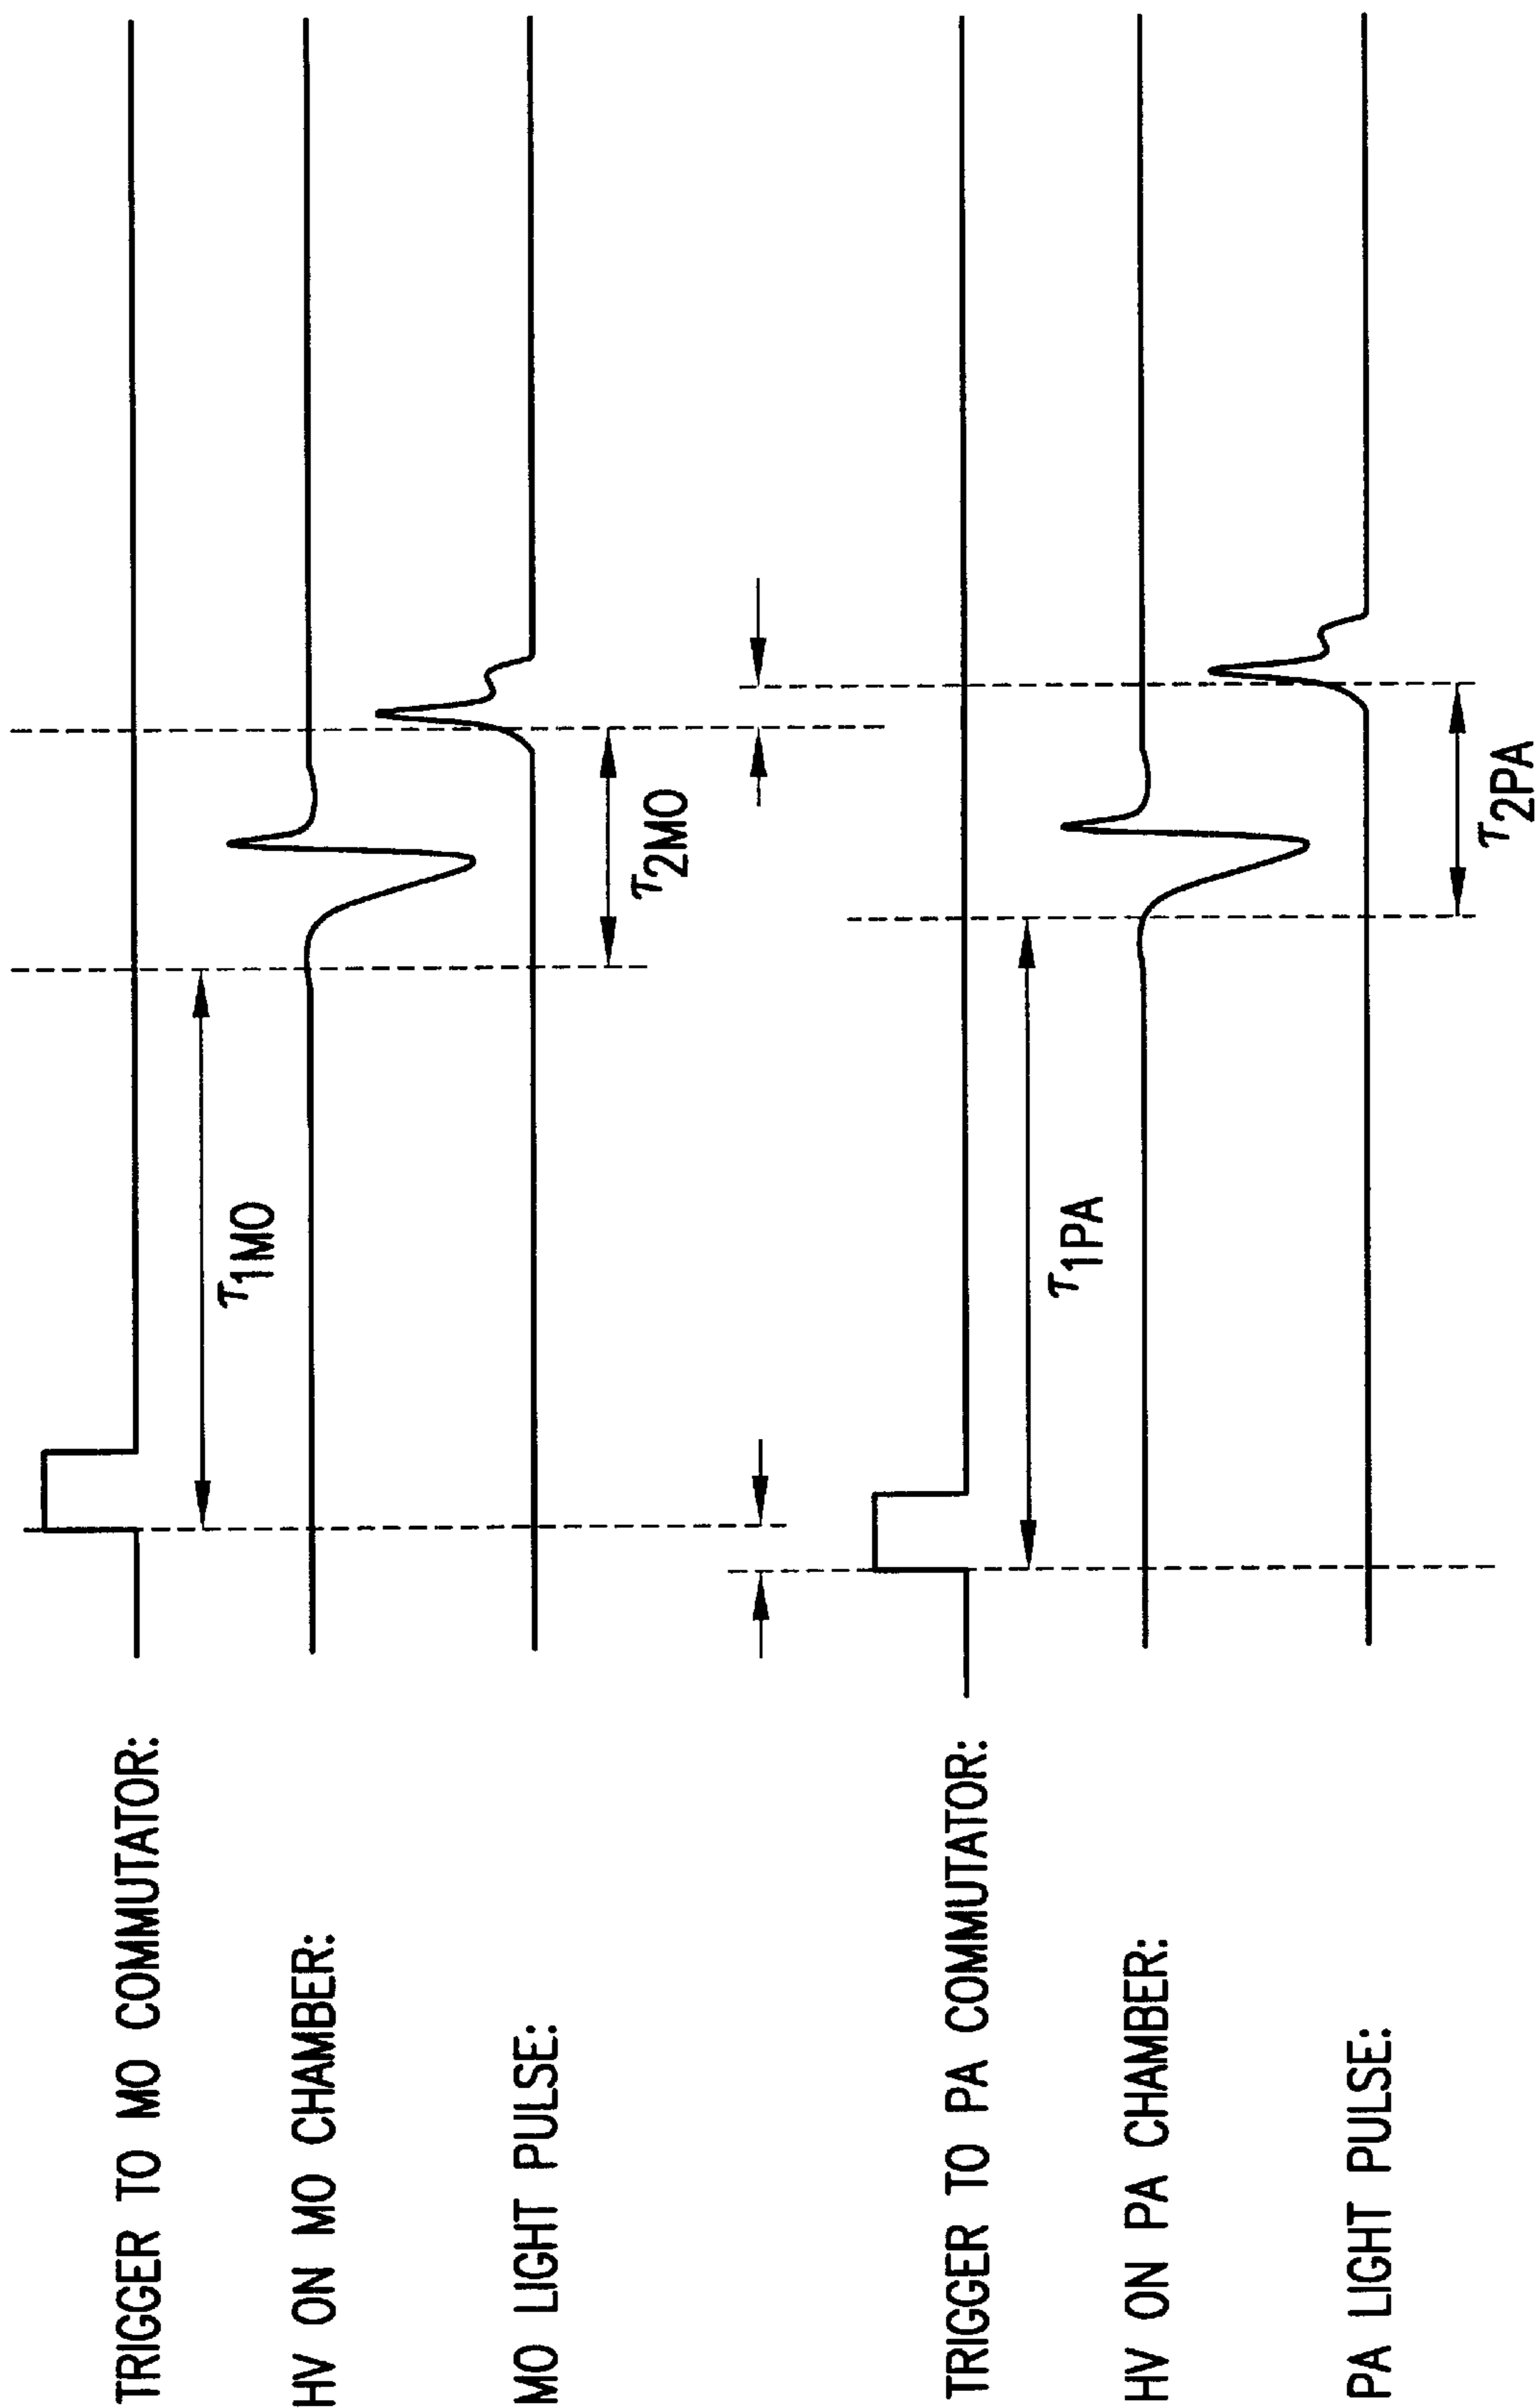 TRIGGER TO MO COMMUTATOR:
τ1MO
HV ON MO CHAMBER:
MO LIGHT PULSE:
τ2MO
TRIGGER TO PA COMMUTATOR:
τ1PA
HV ON PA CHAMBER:
PA LIGHT PULSE:
τ2PA